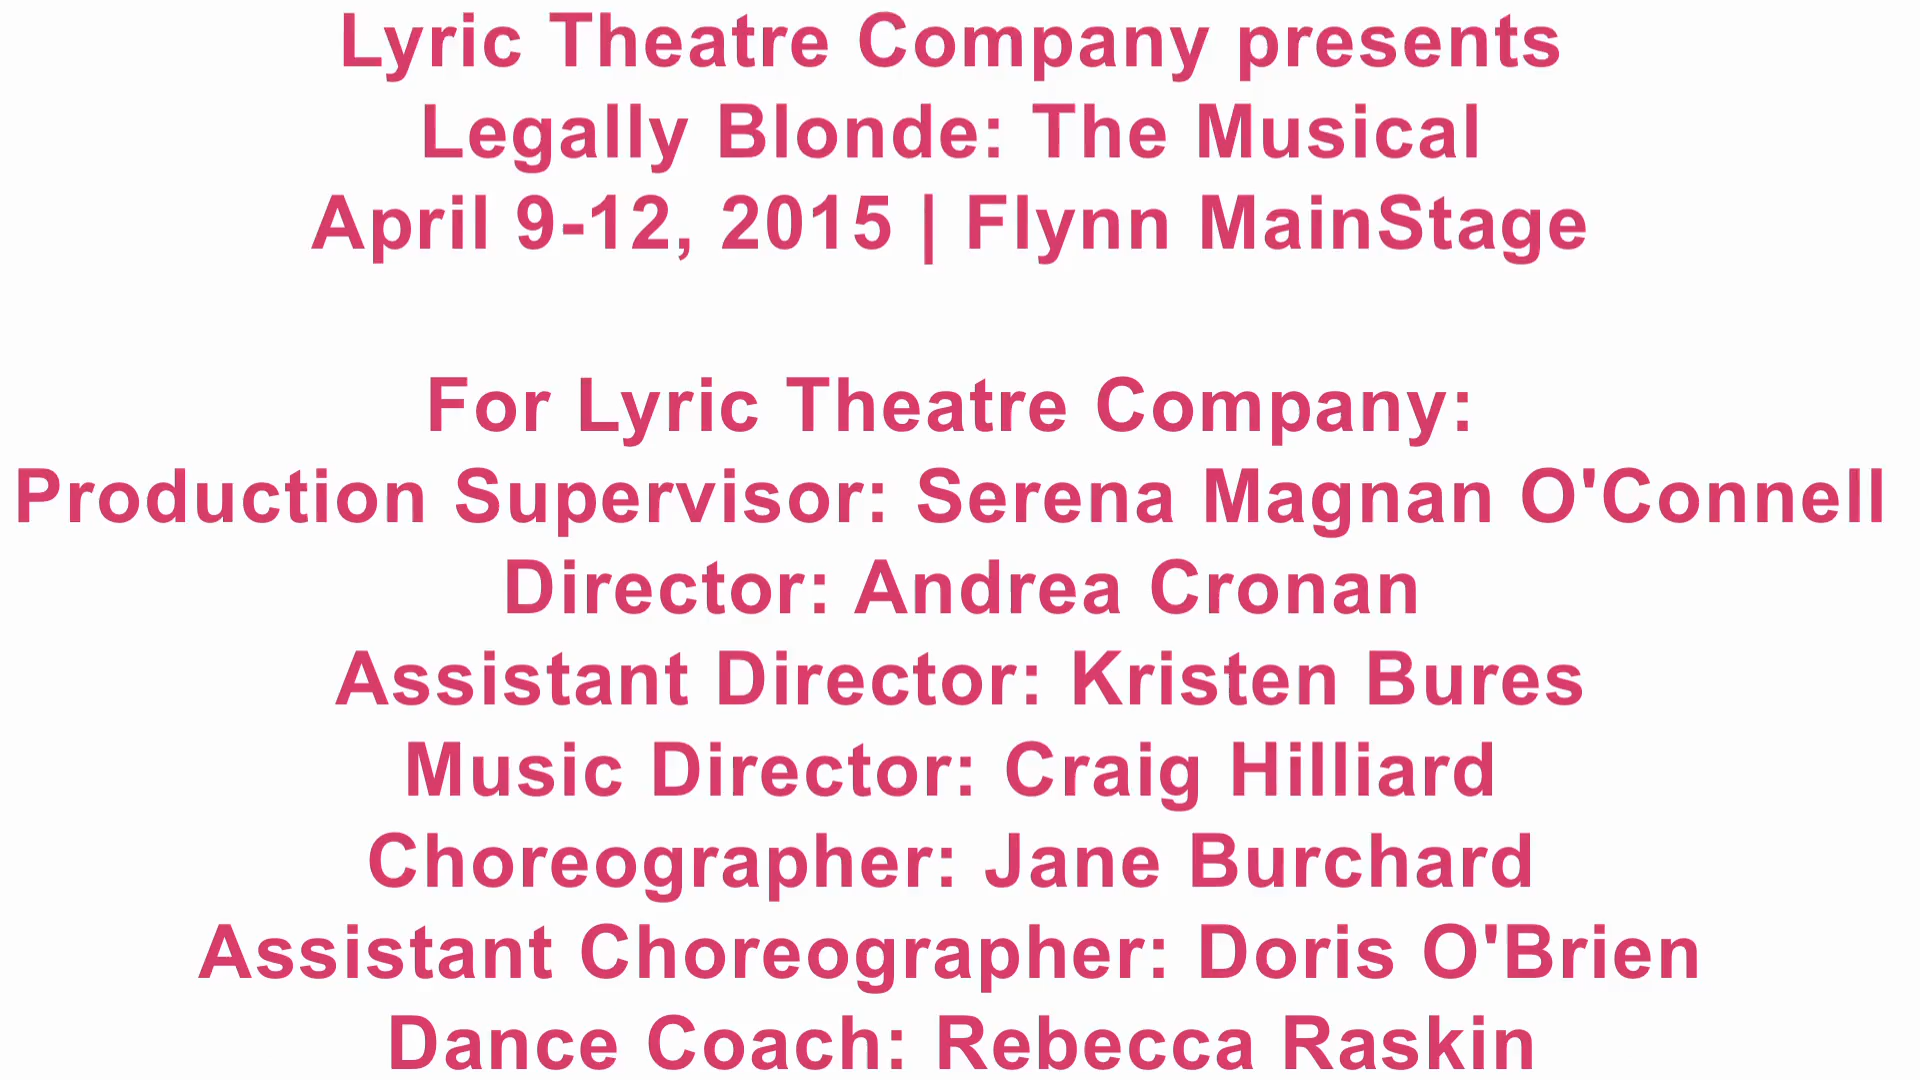 Lyric Theatre Company presents
Legally Blonde: The Musical
April 9-12, 2015 | Flynn MainStage
For Lyric Theatre Company:
Production Supervisor: Serena Magnan O'Connell
Director: Andrea Cronan
Assistant Director: Kristen Bures
Music Director: Craig Hilliard
Choreographer: Jane Burchard
Assistant Choreographer: Doris O'Brien
Dance Coach: Rebecca Raskin